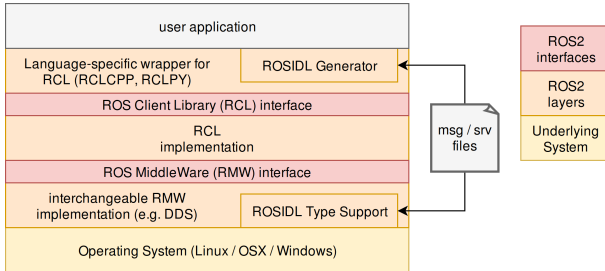 user application
Language-specific wrapper for
RCL (RCLCPP, RCLPY)
ROSIDL Generator
ROS Client Library (RCL) interface
RCL
implementation
ROS MiddleWare (RMW) interface
interchangeable RMW
implementation (e.g. DDS)
ROSIDL Type Support
Operating System (Linux / OSX / Windows)
msg / srv
files
ROS2
interfaces
ROS2
layers
Underlying
System